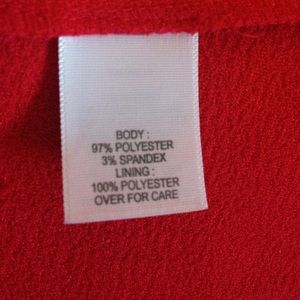 BODY :
97% POLYESTER
3% SPANDEX
LINING :
100% POLYESTER
OVER FOR CARE